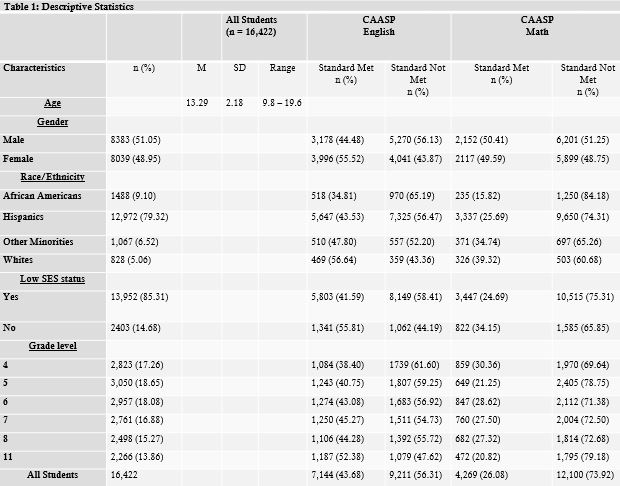 Table 1: Descriptive Statistics
All Students (n = 16,422) CAASP English CAASP Math
Characteristics n (%) M SD Range Standard Met n (%) Standard Not Met n (%) Standard Met n (%) Standard Not Met n (%)
Age 13.29 2.18 9.8 – 19.6
Gender
Male 8383 (51.05) 3,178 (44.48) 5,270 (56.13) 2,152 (50.41) 6,201 (51.25)
Female 8039 (48.95) 3,996 (55.52) 4,041 (43.87) 2117 (49.59) 5,899 (48.75)
Race/Ethnicity
African Americans 1488 (9.10) 518 (34.81) 970 (65.19) 235 (15.82) 1,250 (84.18)
Hispanics 12,972 (79.32) 5,647 (43.53) 7,325 (56.47) 3,337 (25.69) 9,650 (74.31)
Other Minorities 1,067 (6.52) 510 (47.80) 557 (52.20) 371 (34.74) 697 (65.26)
Whites 828 (5.06) 469 (56.64) 359 (43.36) 326 (39.32) 503 (60.68)
Low SES status
Yes 13,952 (85.31) 5,803 (41.59) 8,149 (58.41) 3,447 (24.69) 10,515 (75.31)
No 2403 (14.68) 1,341 (55.81) 1,062 (44.19) 822 (34.15) 1,585 (65.85)
Grade level
4 2,823 (17.26) 1,084 (38.40) 1739 (61.60) 859 (30.36) 1,970 (69.64)
5 3,050 (18.65) 1,243 (40.75) 1,807 (59.25) 649 (21.25) 2,405 (78.75)
6 2,957 (18.08) 1,274 (43.08) 1,683 (56.92) 847 (28.62) 2,112 (71.38)
7 2,761 (16.88) 1,250 (45.27) 1,511 (54.73) 760 (27.50) 2,004 (72.50)
8 2,498 (15.27) 1,106 (44.28) 1,392 (55.72) 682 (27.32) 1,814 (72.68)
11 2,266 (13.86) 1,187 (52.38) 1,079 (47.62) 472 (20.82) 1,795 (79.18)
All Students 16,422 7,144 (43.68) 9,211 (56.31) 4,269 (26.08) 12,100 (73.92)